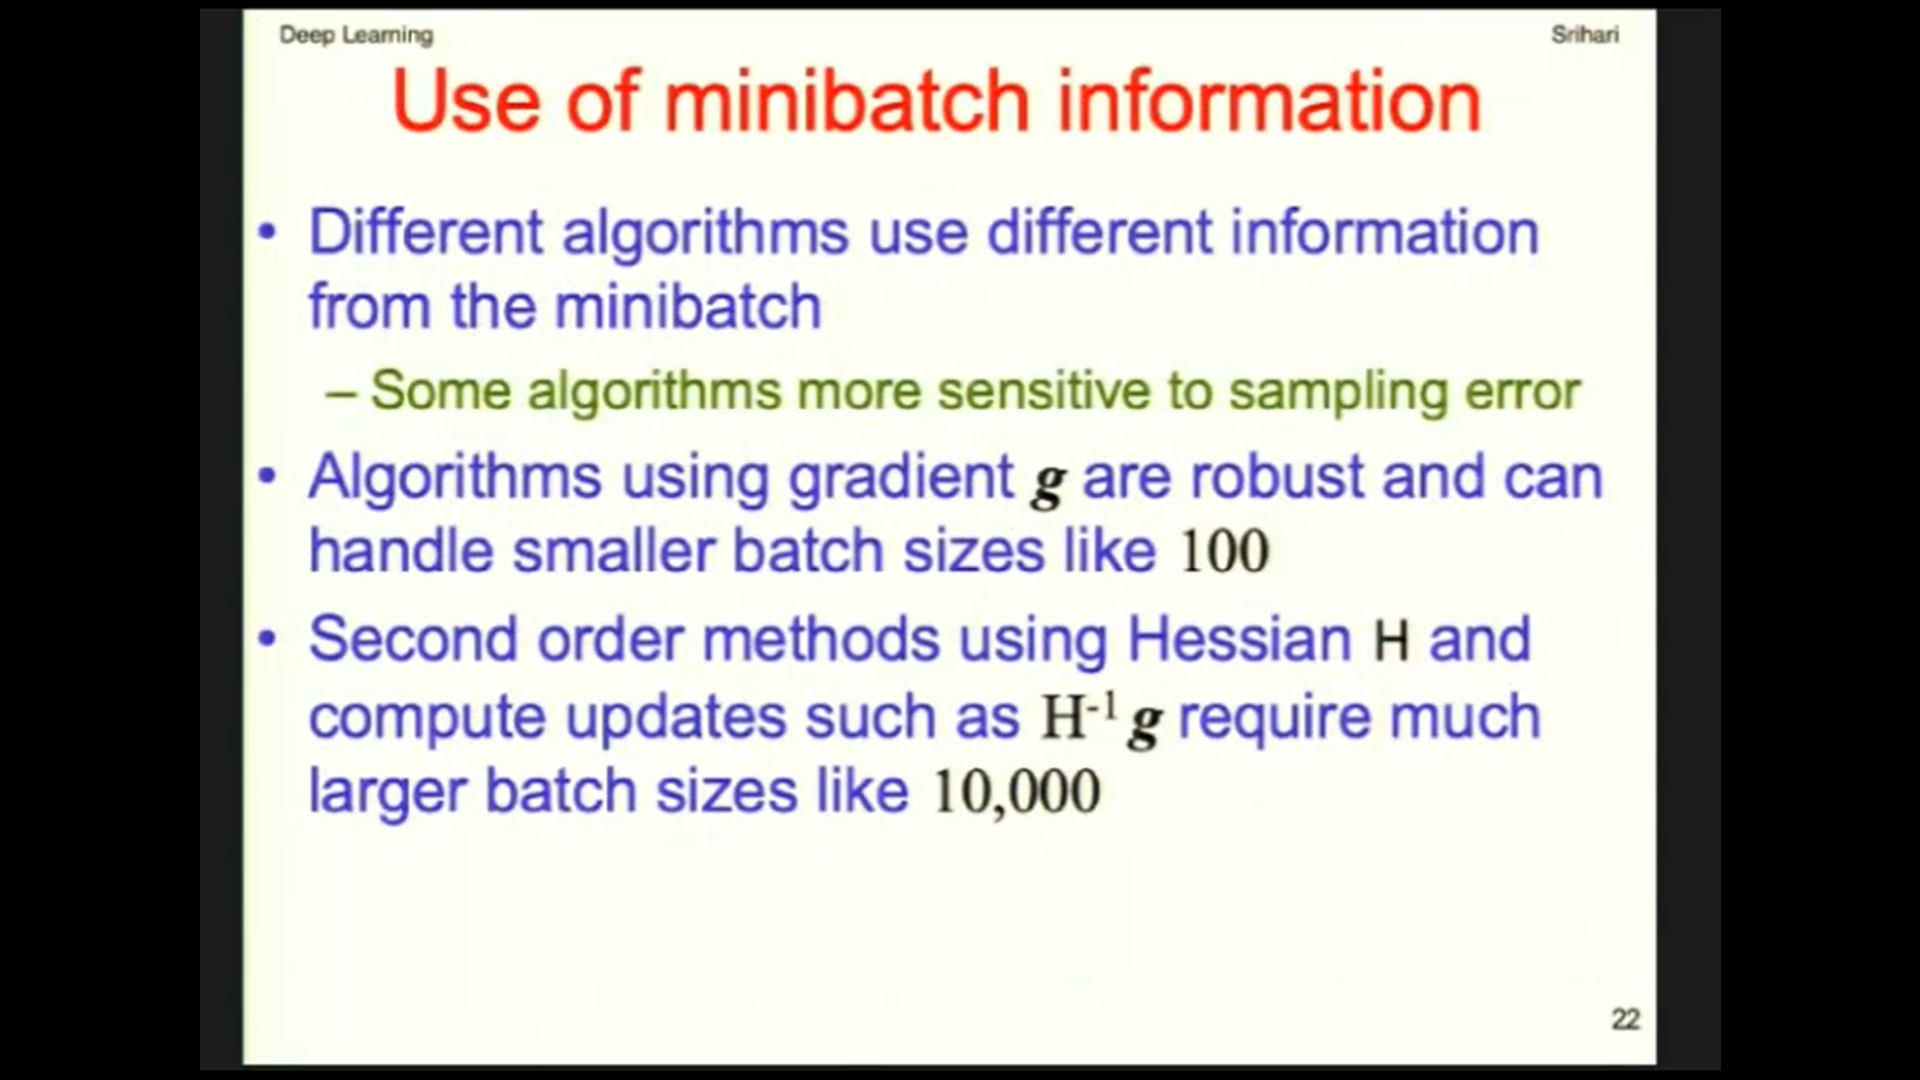 Deep Learning
Srihari
Use of minibatch information
• Different algorithms use different information
from the minibatch
– Some algorithms more sensitive to sampling error
• Algorithms using gradient g are robust and can
handle smaller batch sizes like 100
• Second order methods using Hessian H and
compute updates such as H⁻¹ g require much
larger batch sizes like 10,000
22